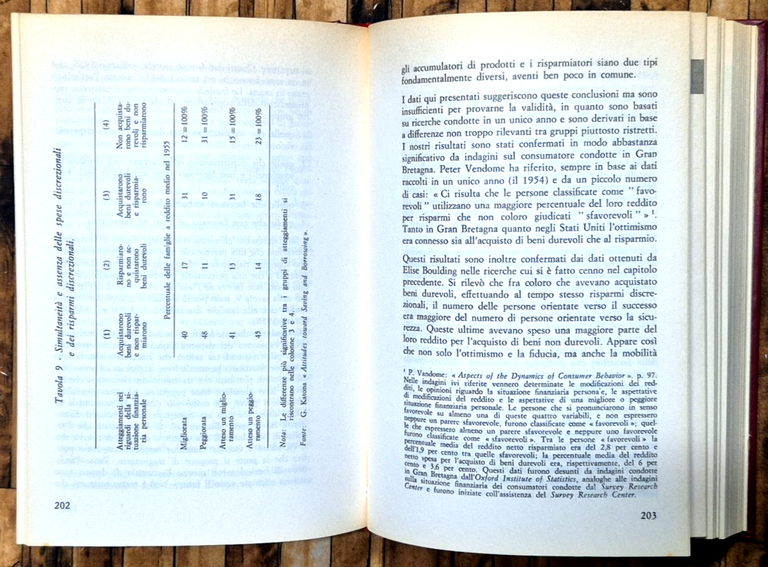 Tavola 9 - Simultaneità e assenza delle spese discrezionali
e dei risparmi discrezionali.
(1) (2) (3) (4)
Atteggiamenti nei
riguardi della si-
tuazione finanzia-
ria personale
Acquistarono
beni durevoli
e non rispar-
miarono
Risparmiaro-
no e non ac-
quistarono
beni durevoli
Acquistarono
beni durevoli
e risparmia-
rono
Non acquista-
rono beni du-
revoli e non
risparmiarono
Percentuale delle famiglie a reddito medio nel 1955
Migliorata 40 17 31 12 = 100%
Peggiorata 48 11 10 31 = 100%
Atteso un miglio-
ramento 41 13 31 15 = 100%
Atteso un peggio-
ramento 45 14 18 23 = 100%
Nota: Le differenze più significative tra i gruppi di atteggiamenti si
riscontrano nelle colonne 3 e 4.
Fonte: G. Katona « Attitudes toward Saving and Borrowing ».
202
gli accumulatori di prodotti e i risparmiatori siano due tipi
fondamentalmente diversi, aventi ben poco in comune.
I dati qui presentati suggeriscono queste conclusioni ma sono
insufficienti per provarne la validità, in quanto sono basati
su ricerche condotte in un unico anno e sono derivati in base
a differenze non troppo rilevanti tra gruppi piuttosto ristretti.
I nostri risultati sono stati confermati in modo abbastanza
significativo da indagini sul consumatore condotte in Gran
Bretagna. Peter Vendome ha riferito, sempre in base ai dati
raccolti in un unico anno (il 1954) e da un piccolo numero
di casi: « Ci risulta che le persone classificate come " favo-
revoli " utilizzano una maggiore percentuale del loro reddito
per risparmi che non coloro giudicati " sfavorevoli " » ¹.
Tanto in Gran Bretagna quanto negli Stati Uniti l'ottimismo
era connesso sia all'acquisto di beni durevoli che al risparmio.
Questi risultati sono inoltre confermati dai dati ottenuti da
Elise Boulding nelle ricerche cui si è fatto cenno nel capitolo
precedente. Si rilevò che fra coloro che avevano acquistato
beni durevoli, effettuando al tempo stesso risparmi discre-
zionali, il numero delle persone orientate verso il successo
era maggiore del numero di persone orientate verso la sicu-
rezza. Queste ultime avevano speso una maggiore parte del
loro reddito per l'acquisto di beni non durevoli. Appare così
che non solo l'ottimismo e la fiducia, ma anche la mobilità
¹ P. Vandome: « Aspects of the Dynamics of Consumer Behavior ». p. 97.
Nelle indagini ivi riferite vennero determinate le modificazioni dei red-
diti, le opinioni riguardo la situazione finanziaria persona'e, le aspettative
di modificazioni del reddito e le aspettative di una migliore o peggiore
situazione finanziaria personale. Le persone che si pronunciarono in senso
favorevole su almeno una di queste quattro variabili, e non espressero
neppure un parere sfavorevole, furono classificate come « favorevoli »; quel-
le che espressero almeno un parere sfavorevole e neppure uno favorevole
furono classificate come « sfavorevoli ». Tra le persone « favorevoli » la
percentuale media del reddito netto risparmiato era del 2,8 per cento e
dell'1,9 per cento tra quelle sfavorevoli; la percentuale media del reddito
netto spesa per l'acquisto di beni durevoli era, rispettivamente, del 6 per
cento e 3,6 per cento. Questi dati furono desunti da indagini condotte
in Gran Bretagna dall'Oxford Institute of Statistics, analoghe alle indagini
sulla situazione finanziaria dei consumatori condotte dal Survey Research
Center e furono iniziate coll'assistenza del Survey Research Center.
203